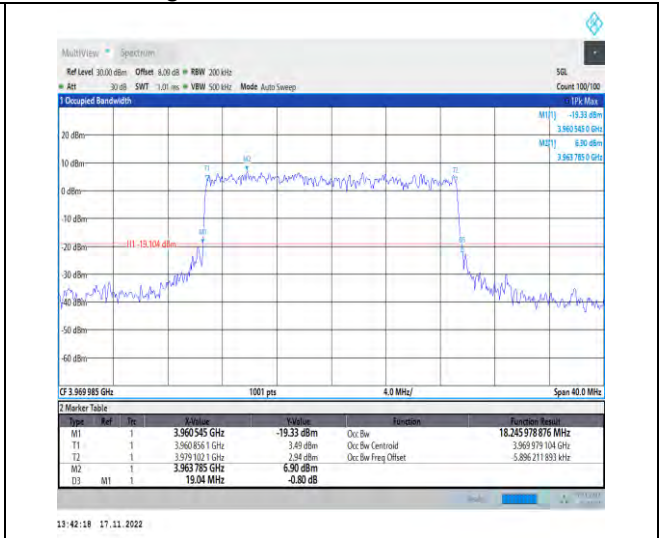 MultiView Spectrum
Ref Level 30.00 dBm Offset 8.09 dB RBW 200 kHz SGL
Att 30 dB SWT 1.01 ms VBW 500 kHz Mode Auto Sweep Count 100/100
1 Occupied Bandwidth 1Pk Max
M1[1] -19.33 dBm
3.960 545 0 GHz
M2[1] 6.90 dBm
3.963 785 0 GHz
20 dBm
10 dBm
M2
T1
T2
0 dBm
-10 dBm
M1
-20 dBm
H1 -19.104 dBm
-30 dBm
-40 dBm
-50 dBm
-60 dBm
CF 3.969 985 GHz 1001 pts 4.0 MHz/ Span 40.0 MHz
2 Marker Table
Type Ref Trc X-Value Y-Value Function Function Result
M1 1 3.960 545 GHz -19.33 dBm Occ Bw 18.245 978 876 MHz
T1 1 3.960 856 1 GHz 3.49 dBm Occ Bw Centroid 3.969 979 104 GHz
T2 1 3.979 102 1 GHz 2.94 dBm Occ Bw Freq Offset -5.896 211 893 kHz
M2 1 3.963 785 GHz 6.90 dBm
D3 M1 1 19.04 MHz -0.80 dB
13:42:18 17.11.2022